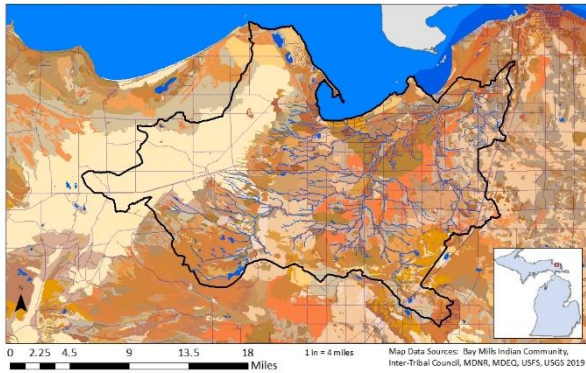 N
0 2.25 4.5 9 13.5 18
Miles
1 in = 4 miles
Map Data Sources: Bay Mills Indian Community,
Inter-Tribal Council, MDNR, MDEQ, USFS, USGS 2019